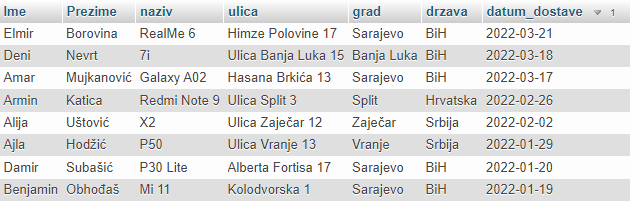 Ime Prezime naziv ulica grad drzava datum_dostave 1
Elmir Borovina RealMe 6 Himze Polovine 17 Sarajevo BiH 2022-03-21
Deni Nevrt 7i Ulica Banja Luka 15 Banja Luka BiH 2022-03-18
Amar Mujkanović Galaxy A02 Hasana Brkića 13 Sarajevo BiH 2022-03-17
Armin Katica Redmi Note 9 Ulica Split 3 Split Hrvatska 2022-02-26
Alija Uštović X2 Ulica Zaječar 12 Zaječar Srbija 2022-02-02
Ajla Hodžić P50 Ulica Vranje 13 Vranje Srbija 2022-01-29
Damir Subašić P30 Lite Alberta Fortisa 17 Sarajevo BiH 2022-01-20
Benjamin Obhođaš Mi 11 Kolodvorska 1 Sarajevo BiH 2022-01-19